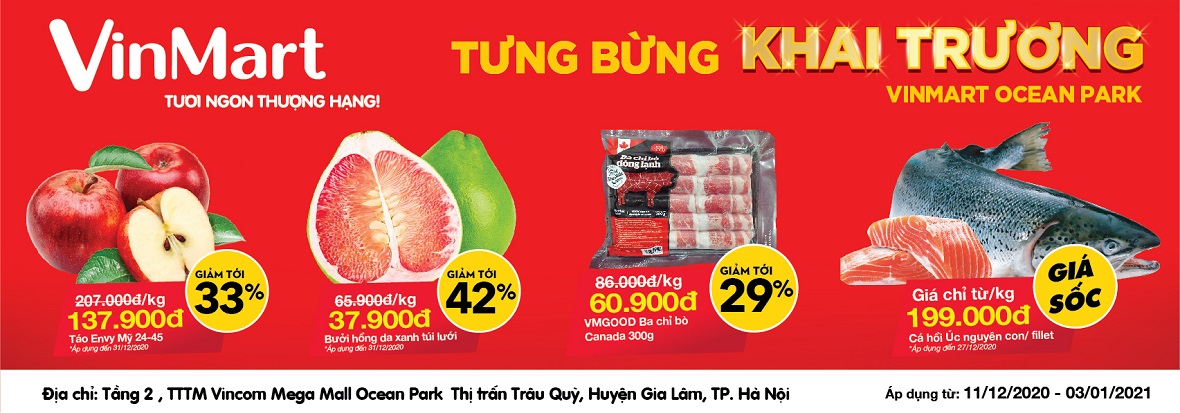 VinMart
TƯƠI NGON THƯỢNG HẠNG!
TƯNG BỪNG KHAI TRƯƠNG
VINMART OCEAN PARK
GIẢM TỚI
33%
207.000đ/kg
137.900đ
Táo Envy Mỹ 24-45
*Áp dụng đến 31/12/2020
GIẢM TỚI
42%
65.900đ/kg
37.900đ
Bưởi hồng da xanh túi lưới
*Áp dụng đến 31/12/2020
Ba chỉ bò
đông lạnh
GIẢM TỚI
29%
86.000đ/kg
60.900đ
VMGOOD Ba chỉ bò
Canada 300g
GIÁ
SỐC
Giá chỉ từ/kg
199.000đ
Cá hồi Úc nguyên con/ fillet
*Áp dụng đến 27/12/2020
Địa chỉ: Tầng 2 , TTTM Vincom Mega Mall Ocean Park Thị trấn Trâu Quỳ, Huyện Gia Lâm, TP. Hà Nội
Áp dụng từ: 11/12/2020 - 03/01/2021